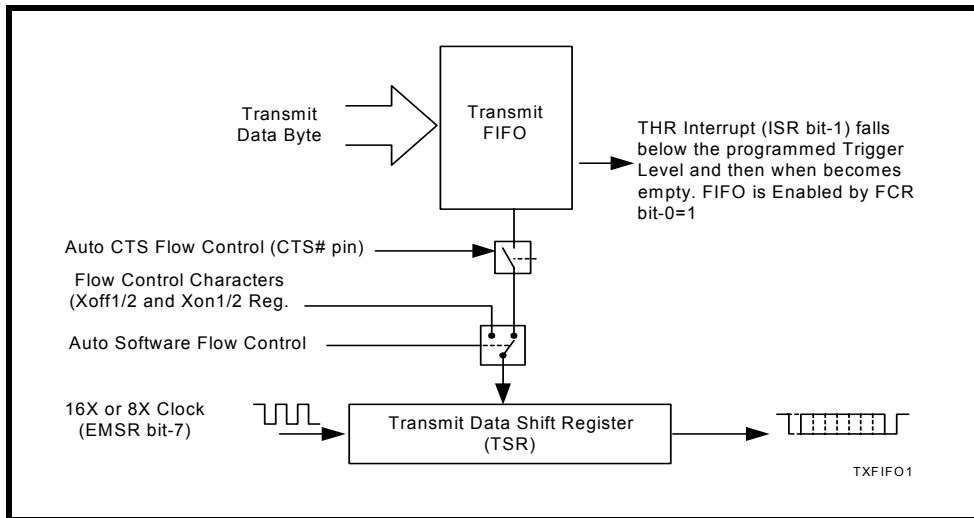 Transmit
Data Byte
Transmit
FIFO
THR Interrupt (ISR bit-1) falls
below the programmed Trigger
Level and then when becomes
empty. FIFO is Enabled by FCR
bit-0=1
Auto CTS Flow Control (CTS# pin)
Flow Control Characters
(Xoff1/2 and Xon1/2 Reg.
Auto Software Flow Control
16X or 8X Clock
(EMSR bit-7)
Transmit Data Shift Register
(TSR)
TXFIFO1